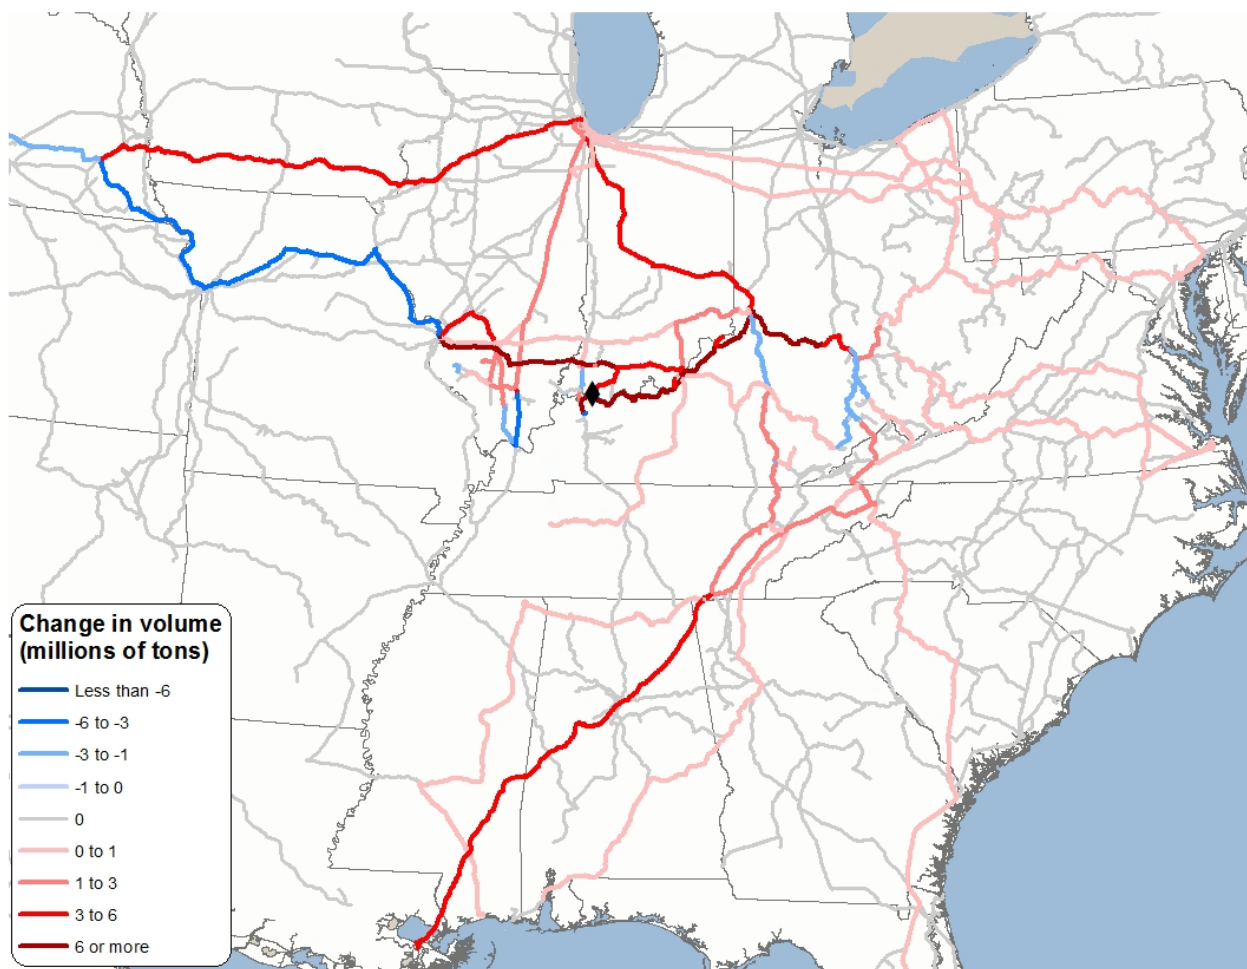 Change in volume
(millions of tons)
Less than -6
-6 to -3
-3 to -1
-1 to 0
0
0 to 1
1 to 3
3 to 6
6 or more